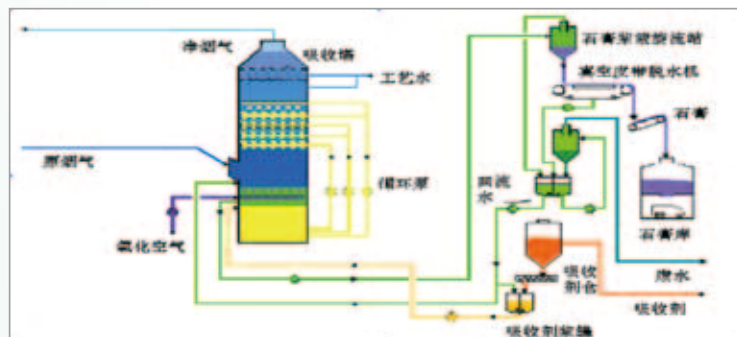 净烟气
吸收塔
工艺水
原烟气
循环泵
氧化空气
石膏浆液旋流站
真空皮带脱水机
石膏
回流
水
石膏库
吸收
剂仓
废水
吸收剂
吸收剂浆罐